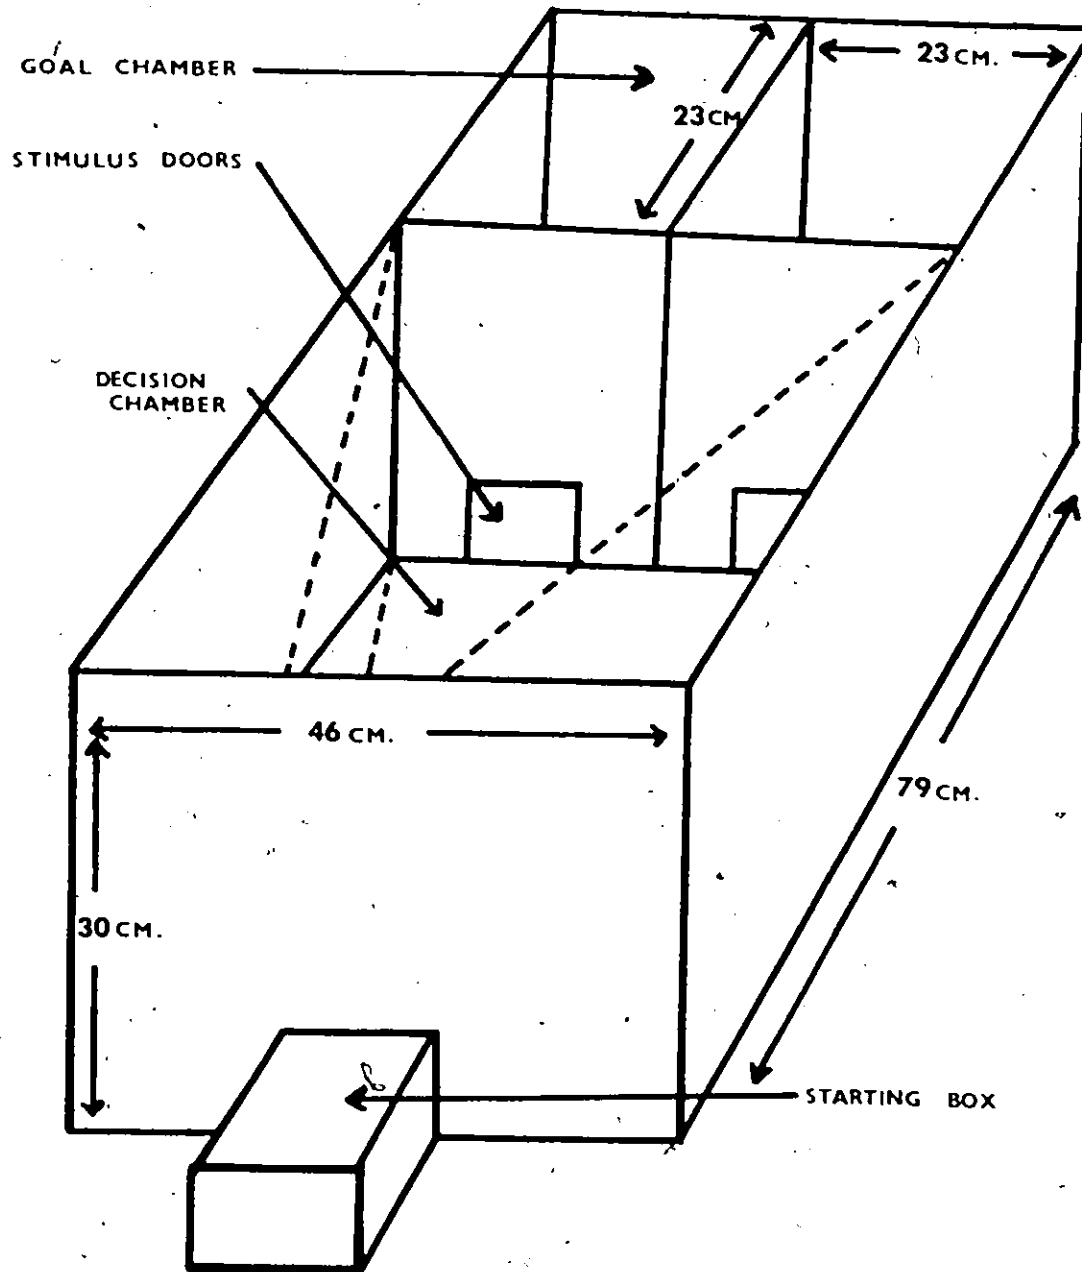 GOAL CHAMBER
23 CM.
23 CM
STIMULUS DOORS
DECISION
CHAMBER
46 CM.
79 CM.
30 CM.
STARTING BOX